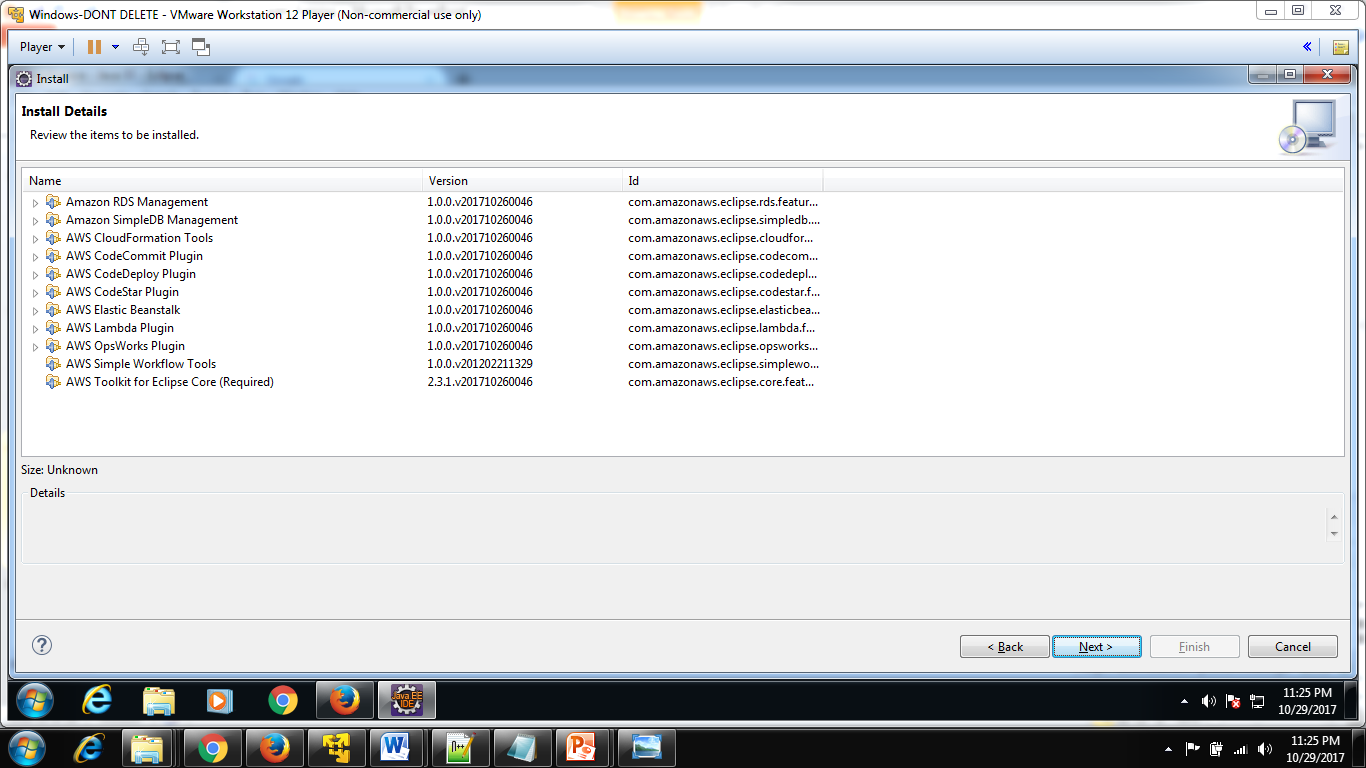 Windows-DONT DELETE - VMware Workstation 12 Player (Non-commercial use only)
Player
Install
Install Details
Review the items to be installed.
Name Version Id
Amazon RDS Management 1.0.0.v201710260046 com.amazonaws.eclipse.rds.featur...
Amazon SimpleDB Management 1.0.0.v201710260046 com.amazonaws.eclipse.simpledb....
AWS CloudFormation Tools 1.0.0.v201710260046 com.amazonaws.eclipse.cloudfor...
AWS CodeCommit Plugin 1.0.0.v201710260046 com.amazonaws.eclipse.codecom...
AWS CodeDeploy Plugin 1.0.0.v201710260046 com.amazonaws.eclipse.codedepl...
AWS CodeStar Plugin 1.0.0.v201710260046 com.amazonaws.eclipse.codestar.f...
AWS Elastic Beanstalk 1.0.0.v201710260046 com.amazonaws.eclipse.elasticbea...
AWS Lambda Plugin 1.0.0.v201710260046 com.amazonaws.eclipse.lambda.f...
AWS OpsWorks Plugin 1.0.0.v201710260046 com.amazonaws.eclipse.opsworks...
AWS Simple Workflow Tools 1.0.0.v201202211329 com.amazonaws.eclipse.simplewo...
AWS Toolkit for Eclipse Core (Required) 2.3.1.v201710260046 com.amazonaws.eclipse.core.feat...
Size: Unknown
Details
?
< Back Next > Finish Cancel
Java EE
IDE
11:25 PM
10/29/2017
11:25 PM
10/29/2017